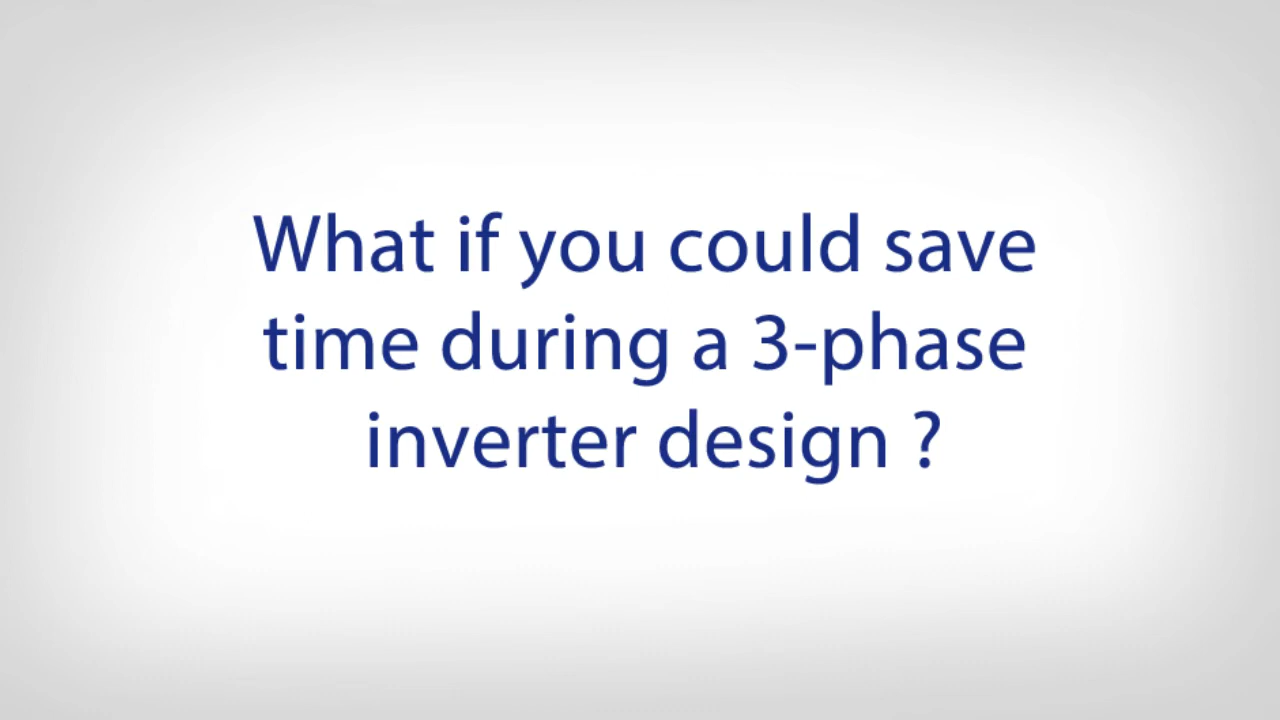 What if you could save
time during a 3-phase
inverter design ?